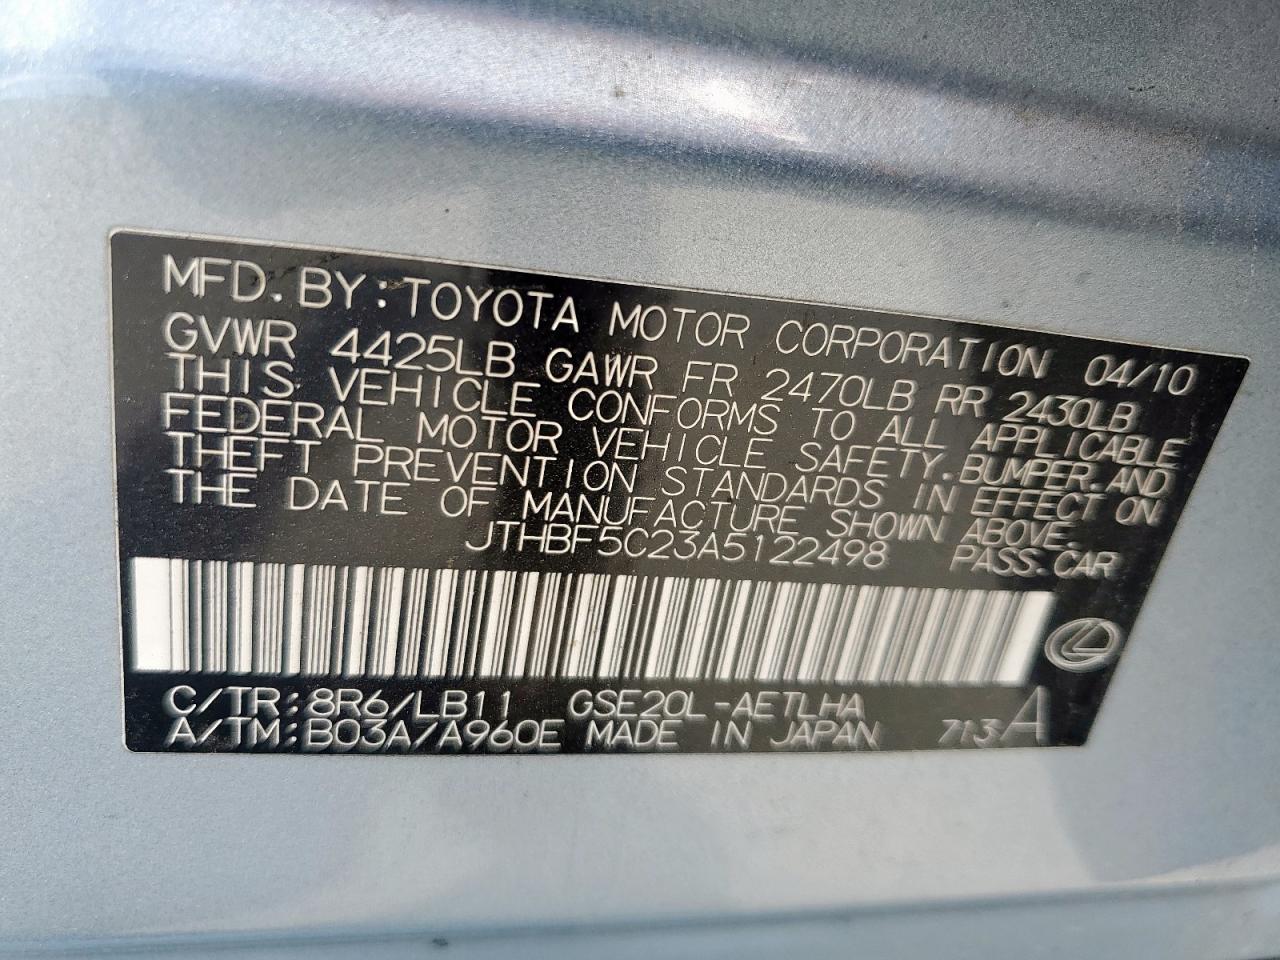 MFD. BY: TOYOTA MOTOR CORPORATION 04/10
GVWR 4425LB GAWR FR 2470LB RR 2430LB
THIS VEHICLE CONFORMS TO ALL APPLICABLE
FEDERAL MOTOR VEHICLE SAFETY, BUMPER, AND
THEFT PREVENTION STANDARDS IN EFFECT ON
THE DATE OF MANUFACTURE SHOWN ABOVE.
JTHBF5C23A5122498 PASS. CAR
C/TR: 8R6/LB11 GSE20L-AETLHA
A/TM: B03A/A960E MADE IN JAPAN 713 A